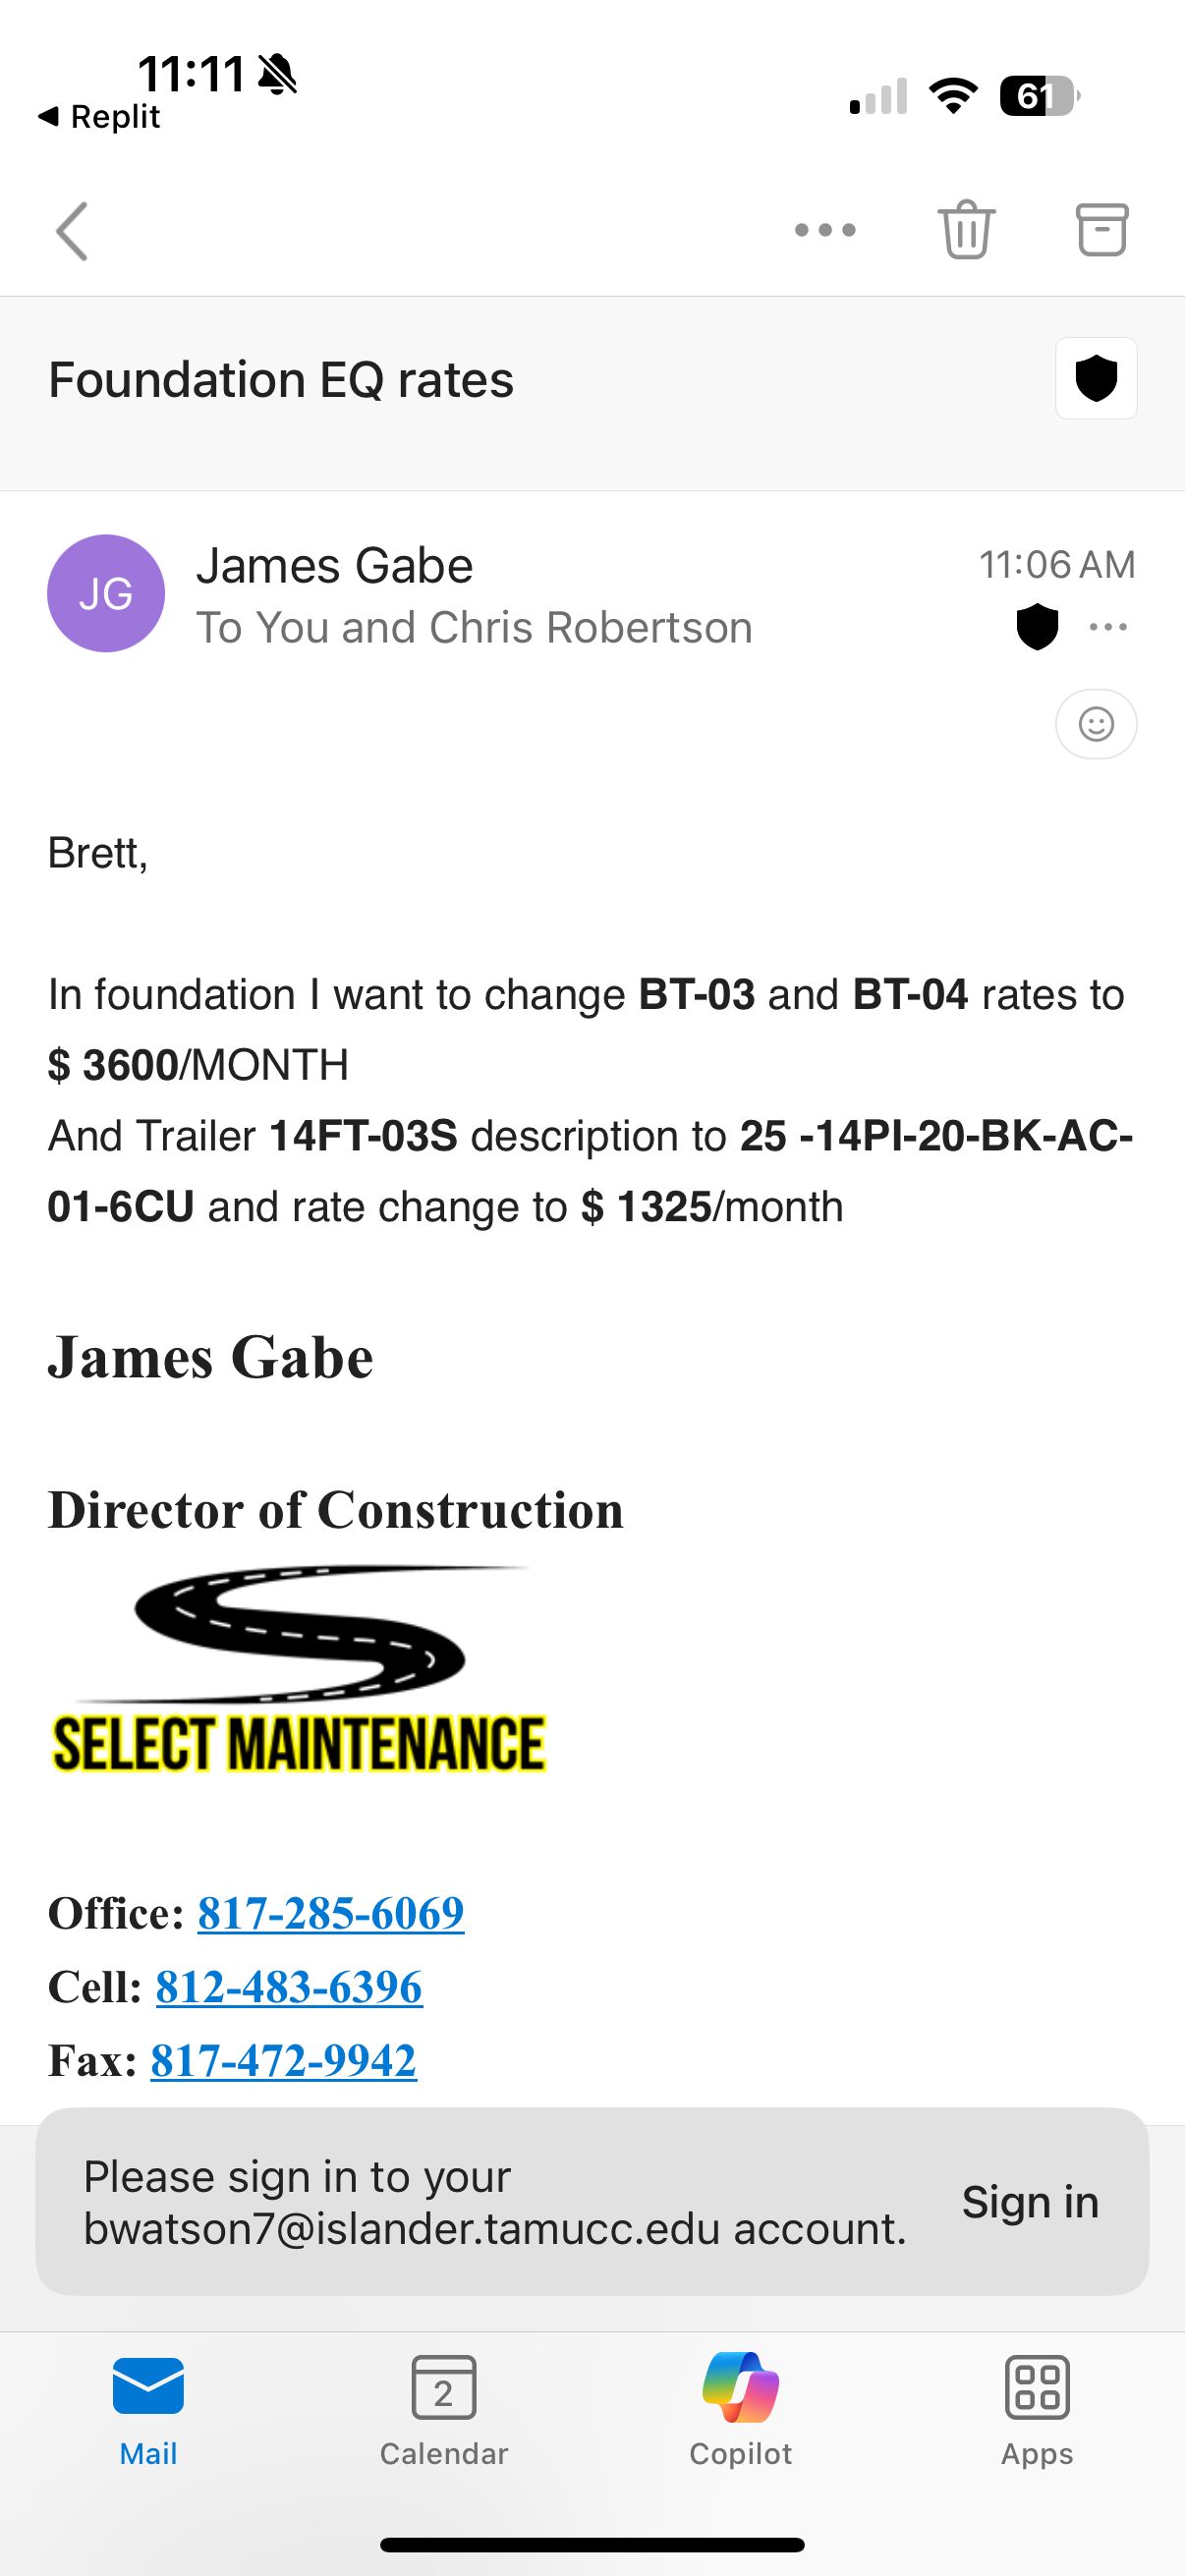 11:11
Replit
61
Foundation EQ rates
JG
James Gabe
11:06 AM
To You and Chris Robertson
Brett,
In foundation I want to change BT-03 and BT-04 rates to
$ 3600/MONTH
And Trailer 14FT-03S description to 25 -14PI-20-BK-AC-
01-6CU and rate change to $ 1325/month
James Gabe
Director of Construction
SELECT MAINTENANCE
Office: 817-285-6069
Cell: 812-483-6396
Fax: 817-472-9942
Please sign in to your
bwatson7@islander.tamucc.edu account.
Sign in
2
Mail
Calendar
Copilot
Apps